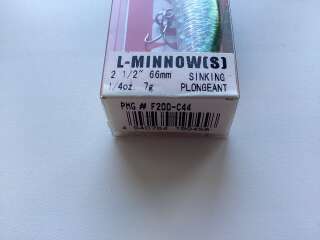 L-MINNOW(S)
2 1/2" 66mm SINKING
1/4oz 7g PLONGEANT
PKG # F200-C44